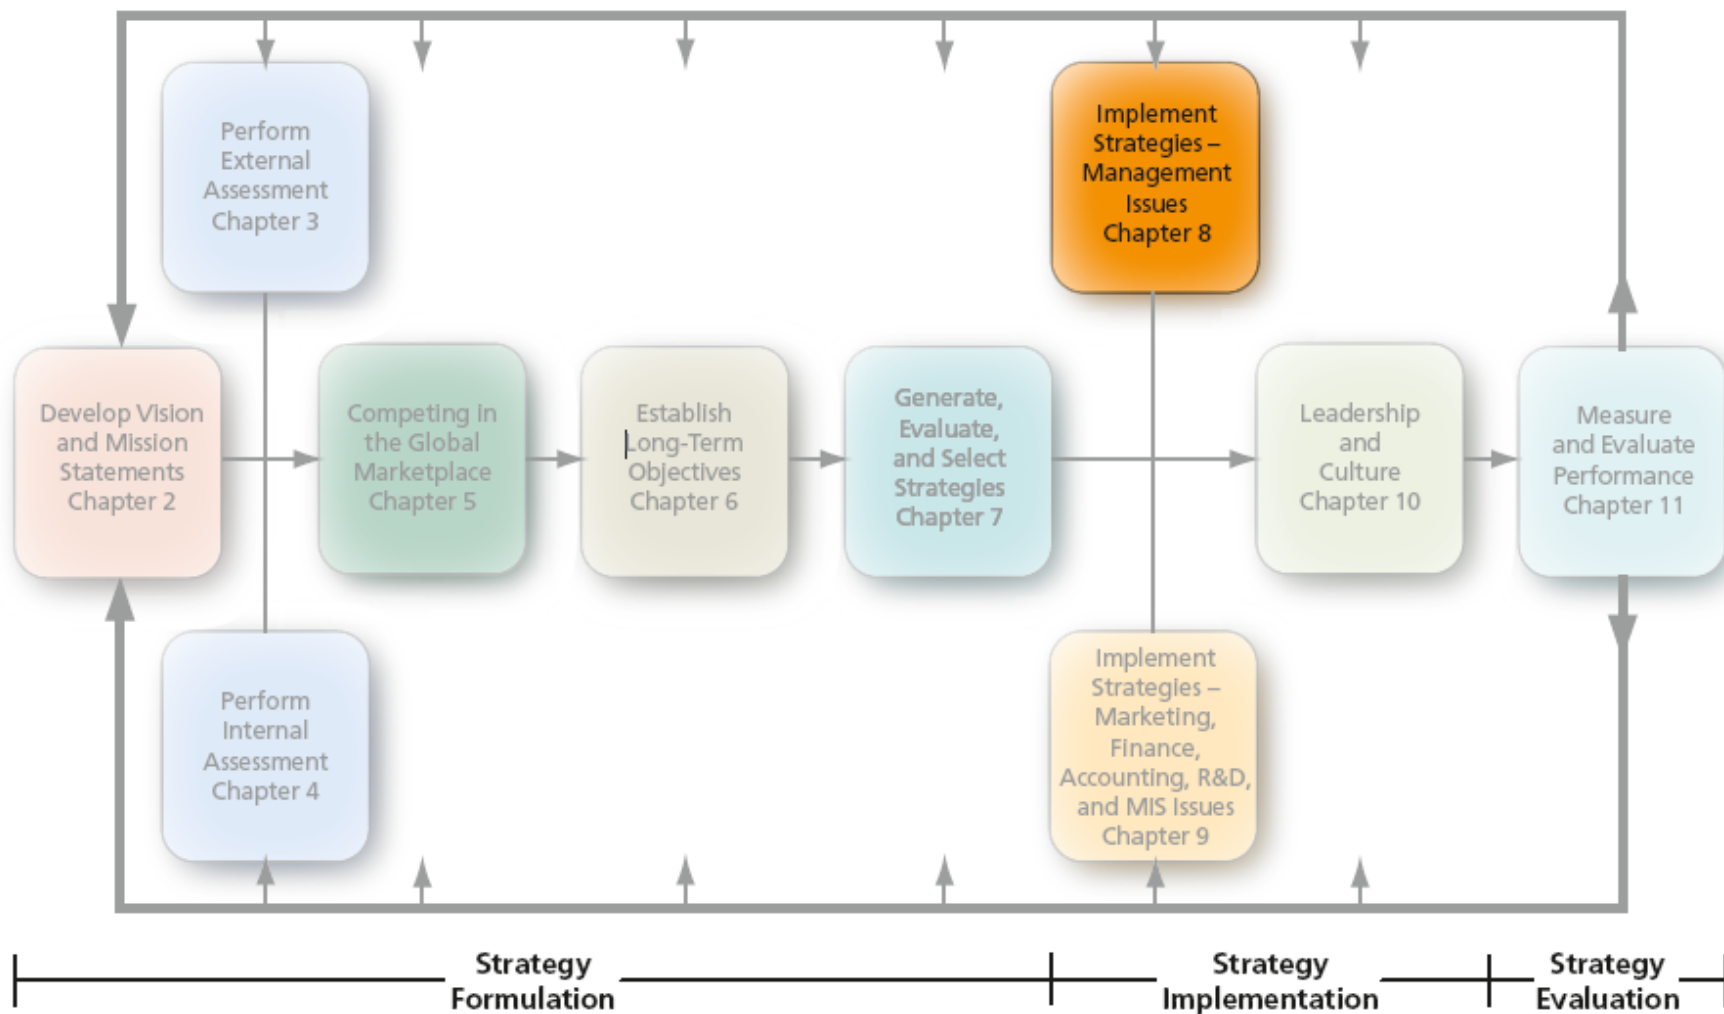 Perform
External
Assessment
Chapter 3
Implement
Strategies –
Management
Issues
Chapter 8
Develop Vision
and Mission
Statements
Chapter 2
Competing in
the Global
Marketplace
Chapter 5
Establish
Long-Term
Objectives
Chapter 6
Generate,
Evaluate,
and Select
Strategies
Chapter 7
Leadership
and
Culture
Chapter 10
Measure
and Evaluate
Performance
Chapter 11
Perform
Internal
Assessment
Chapter 4
Implement
Strategies –
Marketing,
Finance,
Accounting, R&D,
and MIS Issues
Chapter 9
Strategy
Formulation
Strategy
Implementation
Strategy
Evaluation